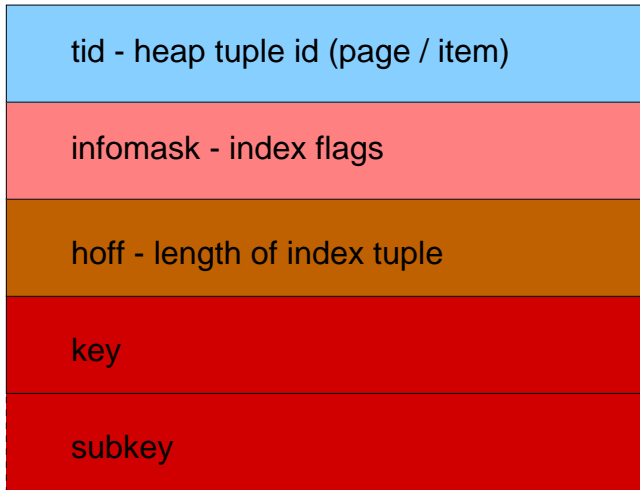 tid - heap tuple id (page / item)
infomask - index flags
hoff - length of index tuple
key
subkey